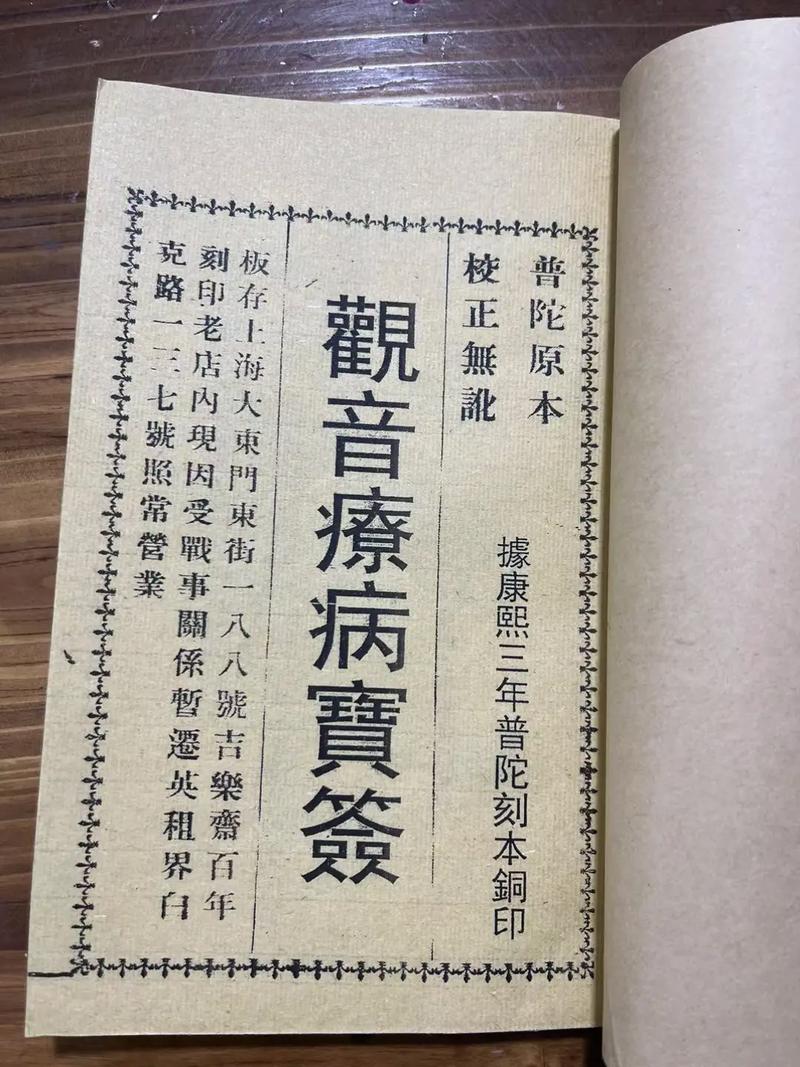 普陀原本
校正無訛
據康熙三年普陀刻本銅印
觀音療病寶簽
板存上海大東門東街一八八號吉樂齋百年
刻印老店內現因受戰事關係暫遷英租界白
克路一三七號照常營業